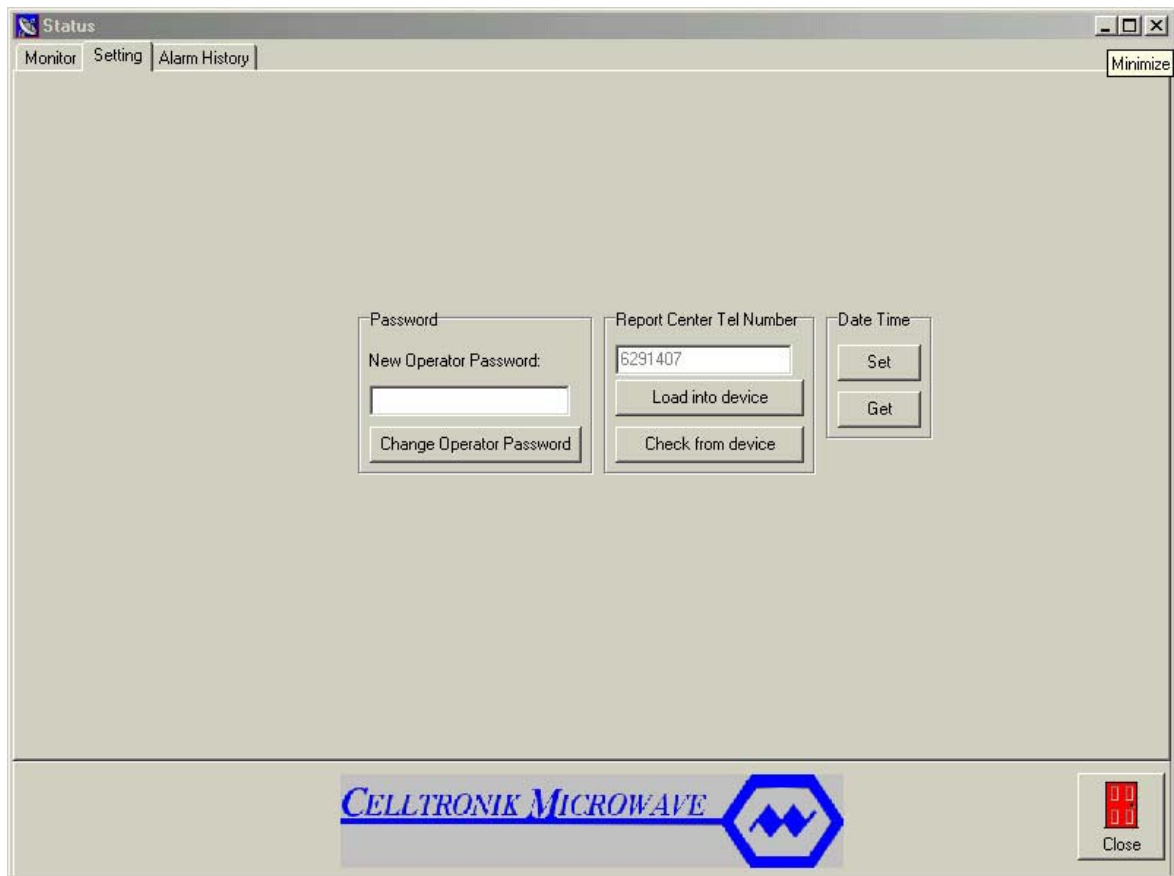 Status
Monitor Setting Alarm History
Minimize
Password
New Operator Password:
Change Operator Password
Report Center Tel Number
6291407
Load into device
Check from device
Date Time
Set
Get
CELLTRONIK MICROWAVE
Close